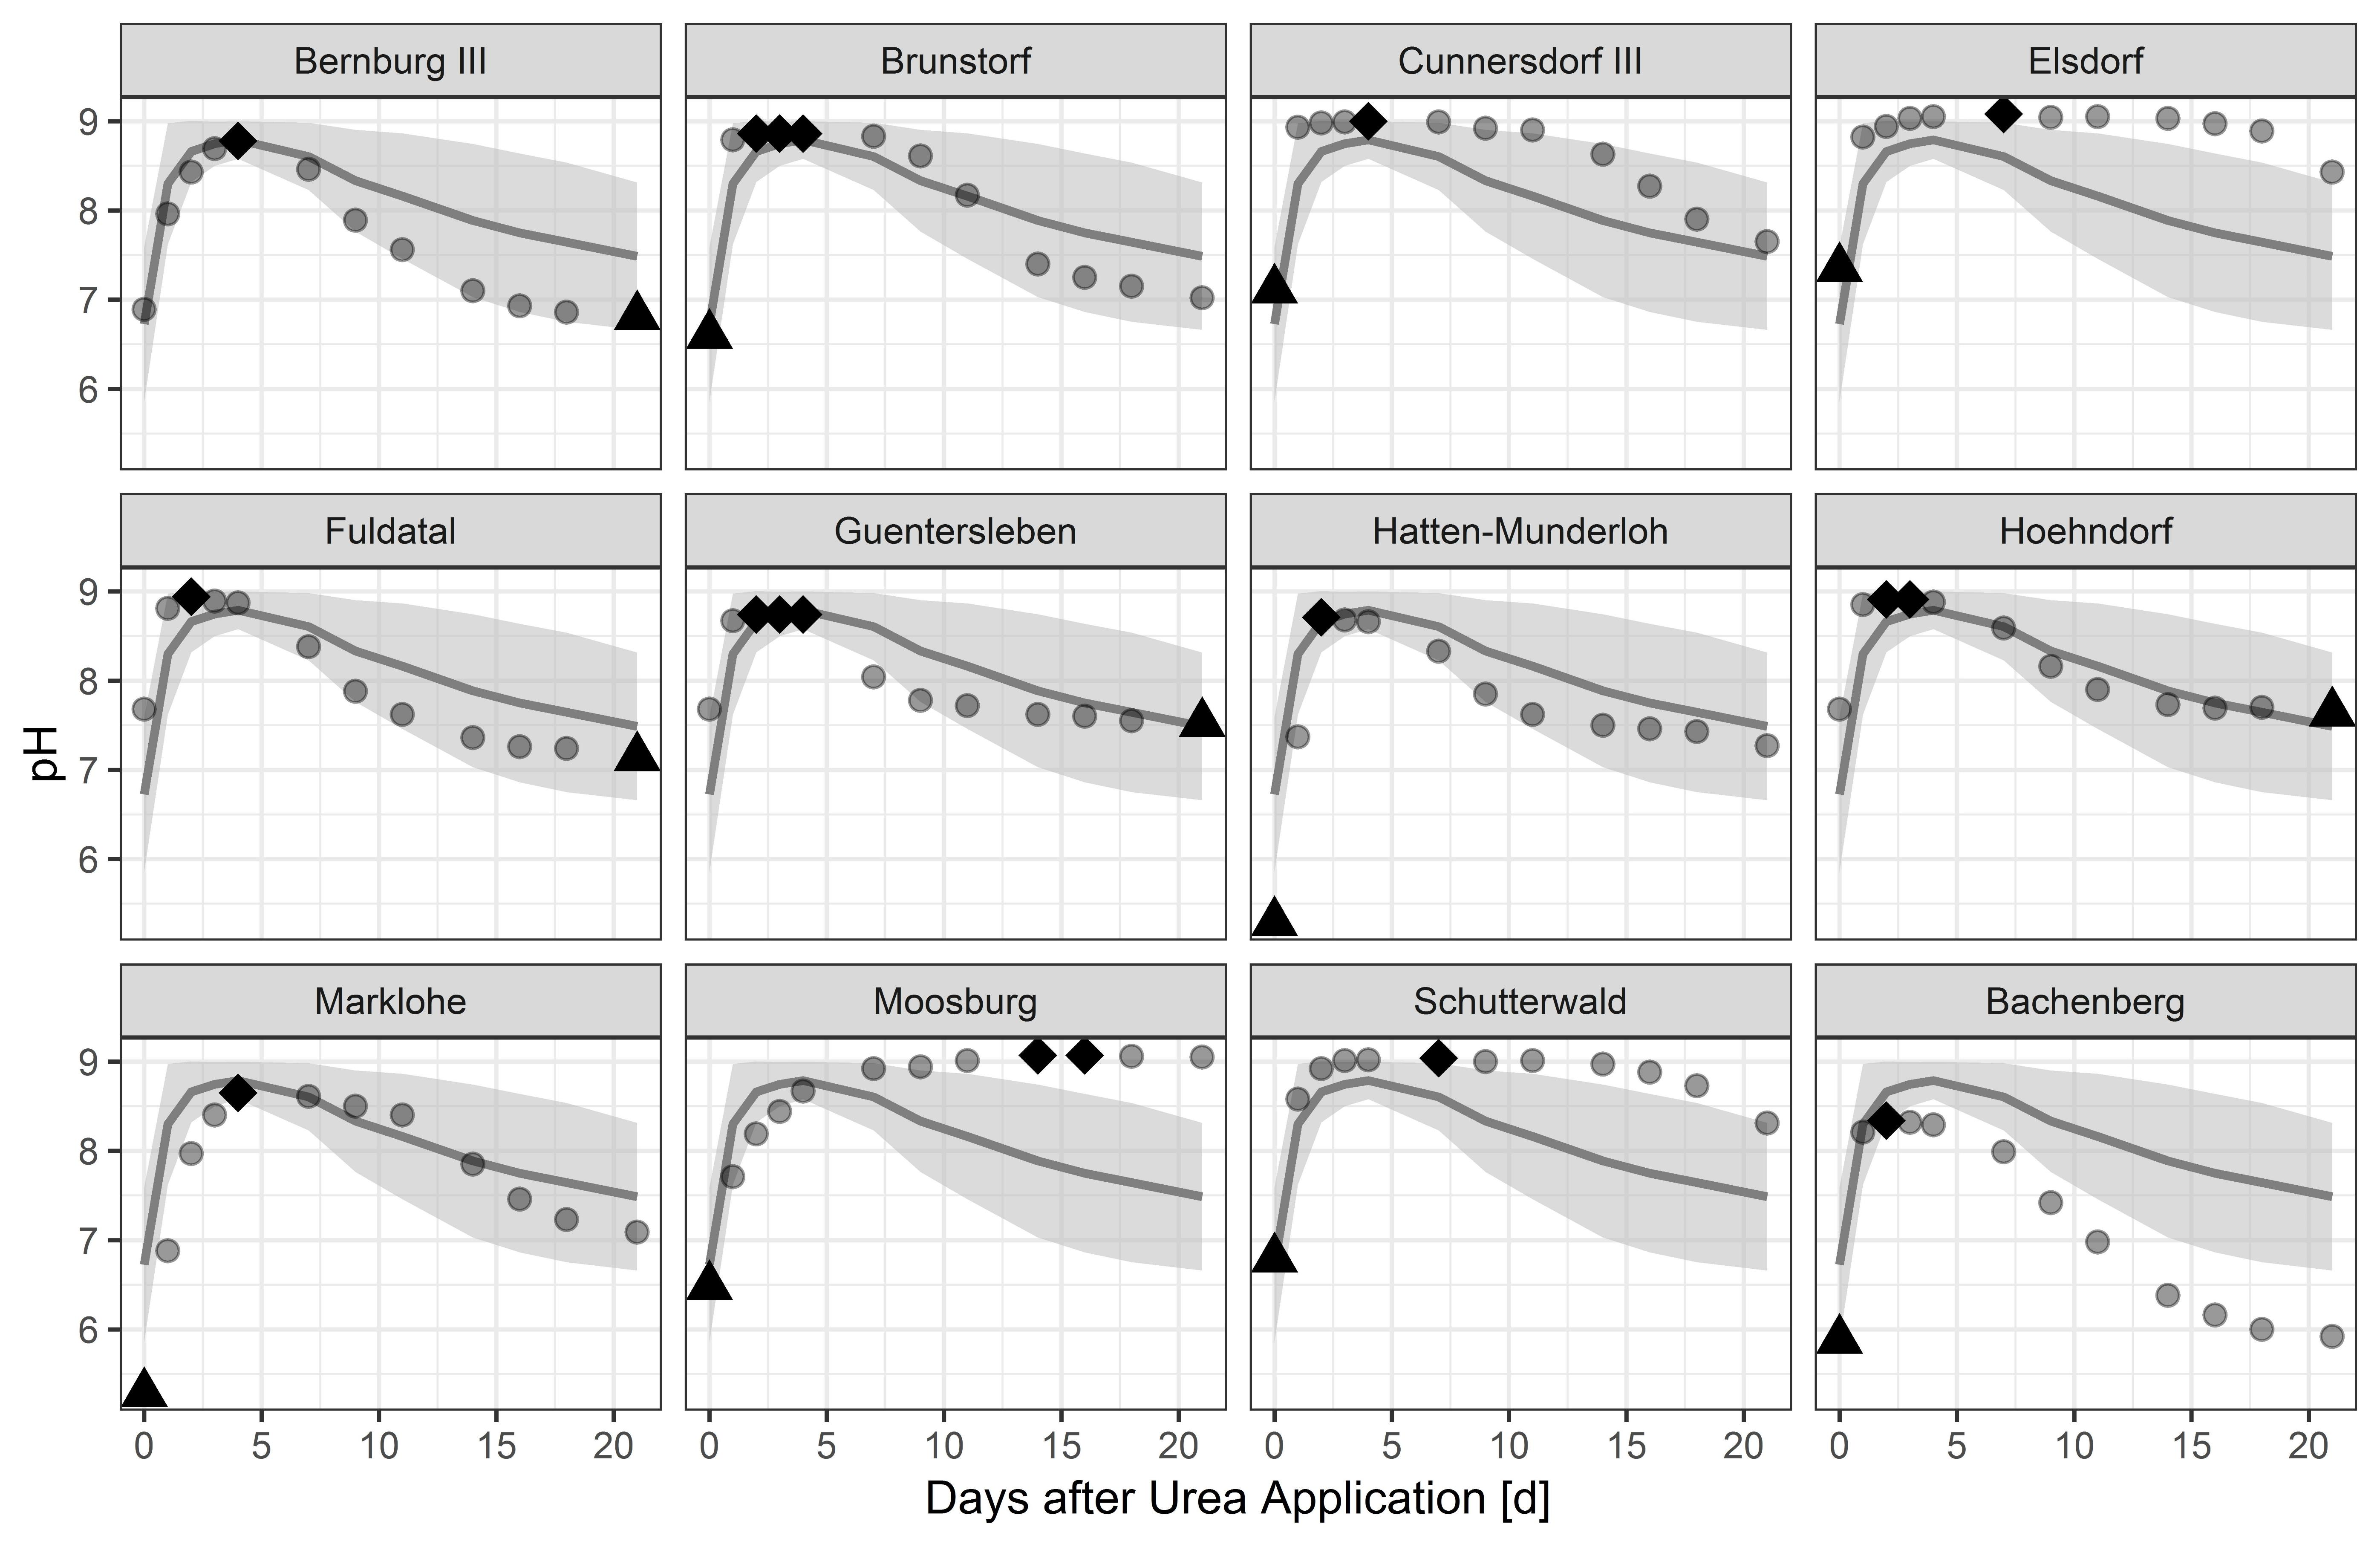 Bernburg III Brunstorf Cunnersdorf III Elsdorf
9
8
7
6
Fuldatal Guentersleben Hatten-Munderloh Hoehndorf
9
8
7
6
pH
Marklohe Moosburg Schutterwald Bachenberg
9
8
7
6
0 5 10 15 20 0 5 10 15 20 0 5 10 15 20 0 5 10 15 20
Days after Urea Application [d]